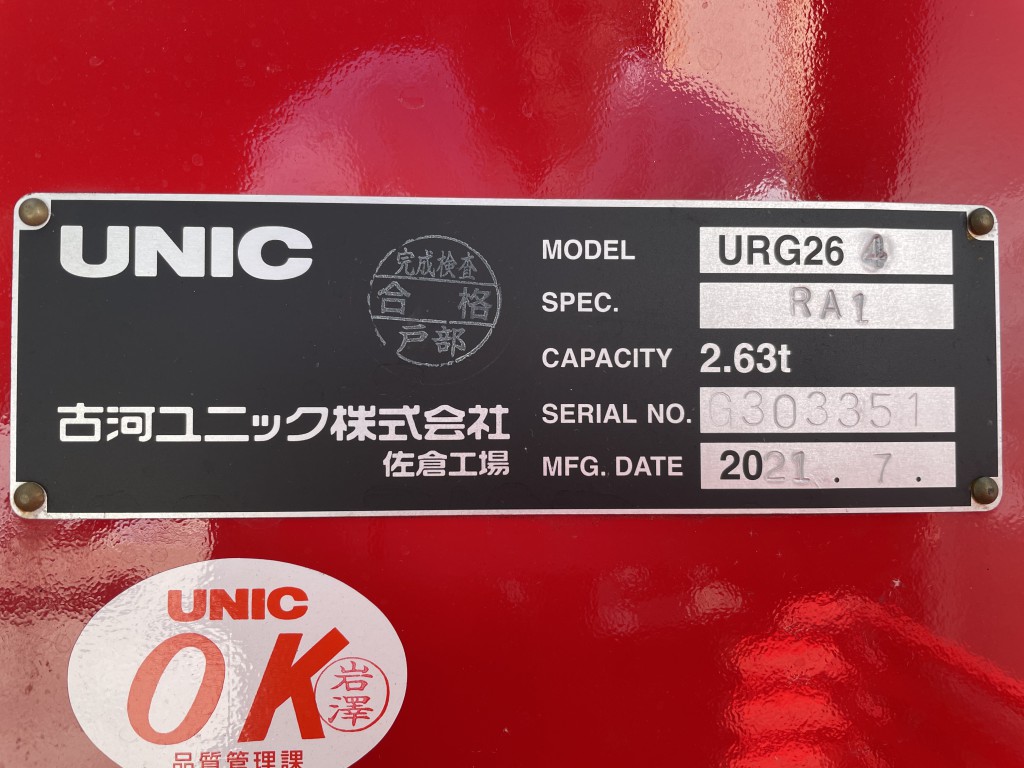 UNIC
完成検査
合格
戸部
古河ユニック株式会社
佐倉工場
MODEL URG264
SPEC. RA1
CAPACITY 2.63t
SERIAL NO. G303351
MFG. DATE 2021.7.
UNIC
OK
岩澤
品質管理課